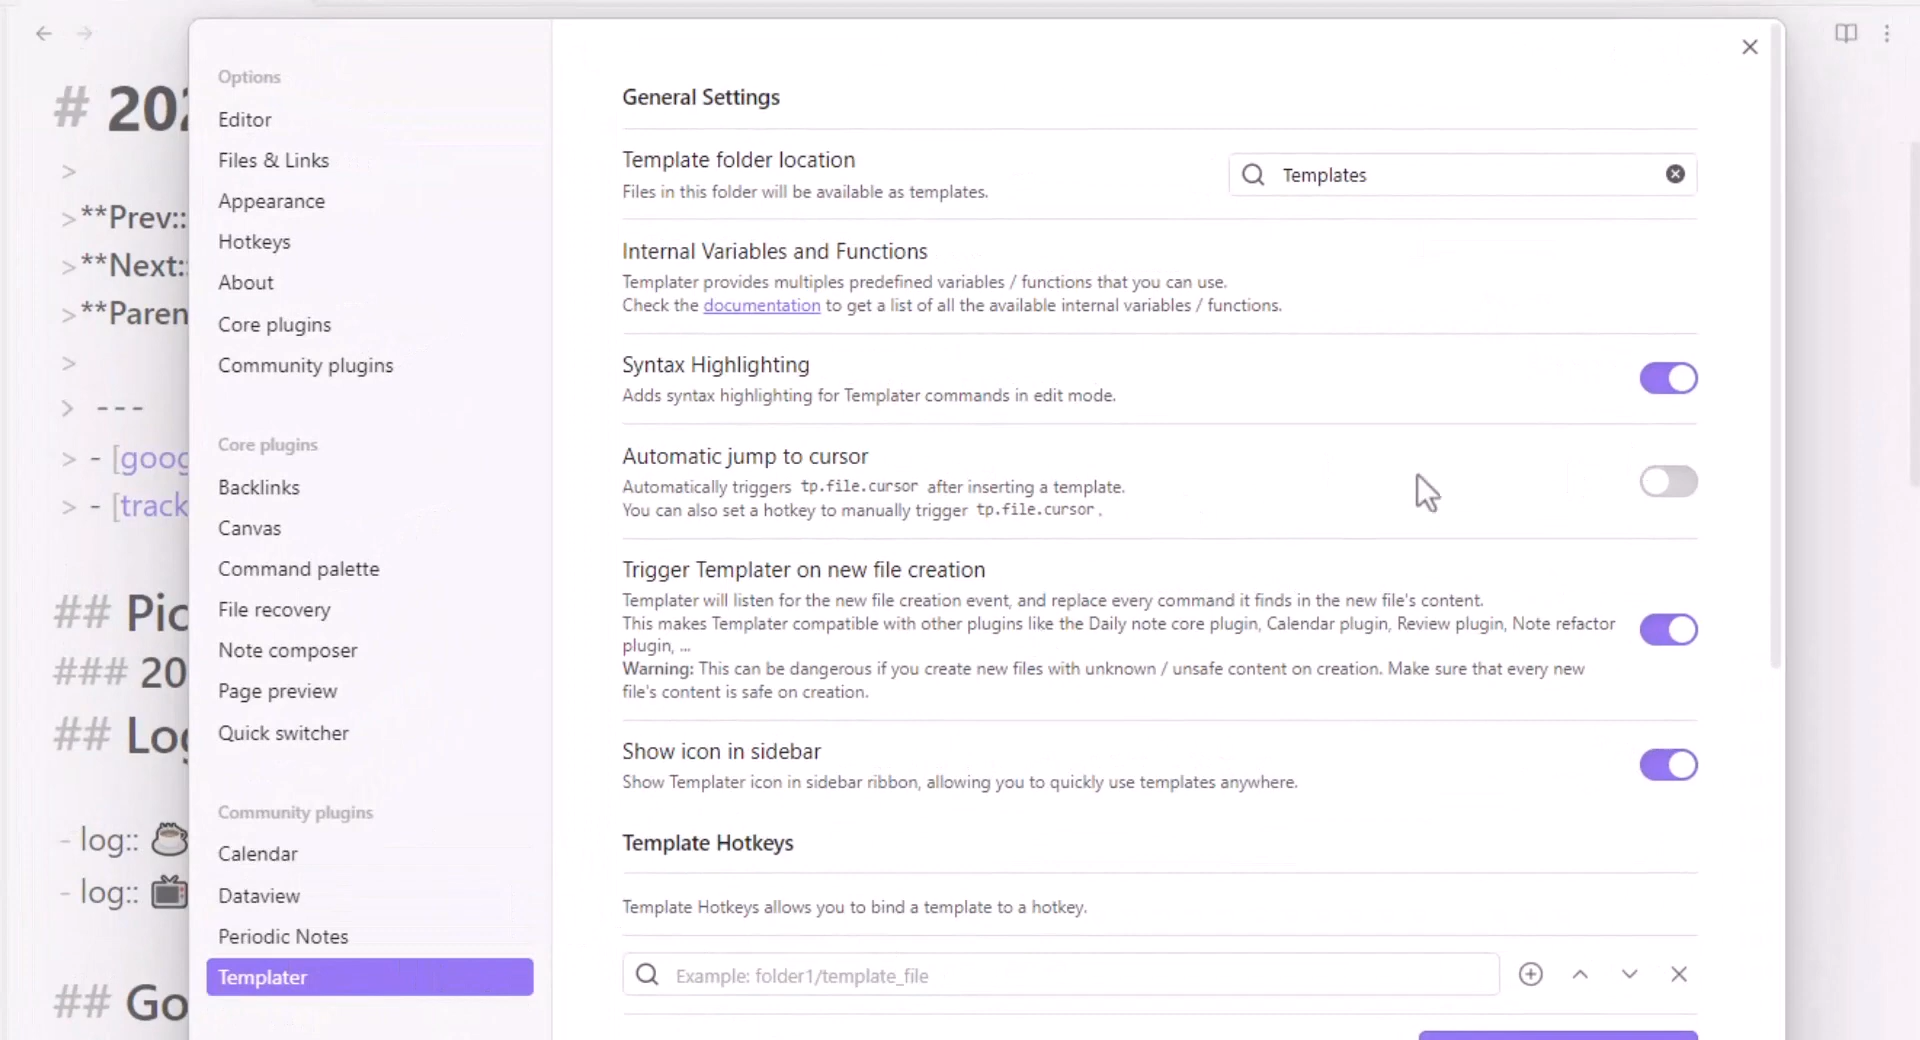 # 202
>
>**Prev::
>**Next::
>**Paren
>
> ---
> - [goog
> - [track
## Pic
### 20
## Log
- log:: ☕
- log:: 📺
## Go
Options
Editor
Files & Links
Appearance
Hotkeys
About
Core plugins
Community plugins
Core plugins
Backlinks
Canvas
Command palette
File recovery
Note composer
Page preview
Quick switcher
Community plugins
Calendar
Dataview
Periodic Notes
Templater
General Settings
Template folder location
Files in this folder will be available as templates.
Templates
Internal Variables and Functions
Templater provides multiples predefined variables / functions that you can use.
Check the documentation to get a list of all the available internal variables / functions.
Syntax Highlighting
Adds syntax highlighting for Templater commands in edit mode.
Automatic jump to cursor
Automatically triggers tp.file.cursor after inserting a template.
You can also set a hotkey to manually trigger tp.file.cursor.
Trigger Templater on new file creation
Templater will listen for the new file creation event, and replace every command it finds in the new file's content.
This makes Templater compatible with other plugins like the Daily note core plugin, Calendar plugin, Review plugin, Note refactor
plugin, ...
Warning: This can be dangerous if you create new files with unknown / unsafe content on creation. Make sure that every new
file's content is safe on creation.
Show icon in sidebar
Show Templater icon in sidebar ribbon, allowing you to quickly use templates anywhere.
Template Hotkeys
Template Hotkeys allows you to bind a template to a hotkey.
Example: folder1/template_file